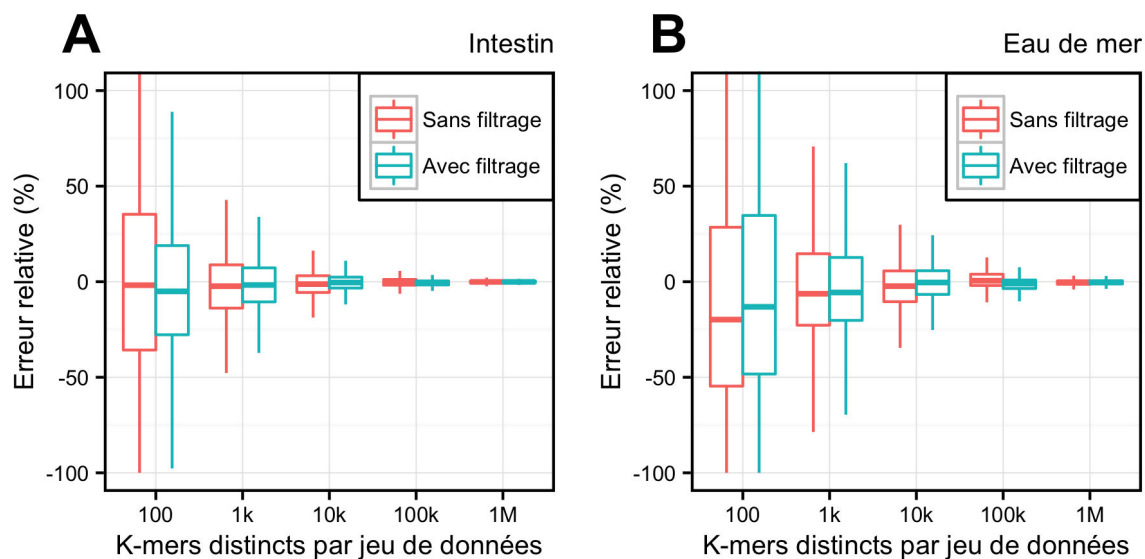 A
Intestin
Erreur relative (%)
100
50
0
-50
-100
Sans filtrage
Avec filtrage
100
1k
10k
100k
1M
K-mers distincts par jeu de données
B
Eau de mer
Erreur relative (%)
100
50
0
-50
-100
Sans filtrage
Avec filtrage
100
1k
10k
100k
1M
K-mers distincts par jeu de données